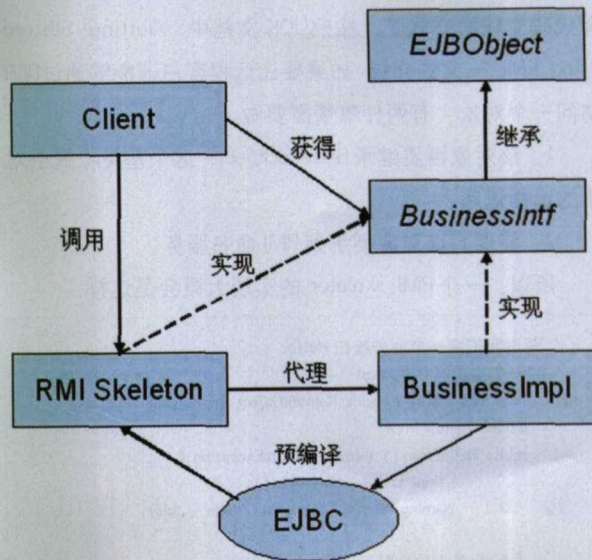 EJBObject
Client
获得
继承
BusinessIntf
调用
实现
实现
RMI Skeleton
代理
BusinessImpl
预编译
EJBC